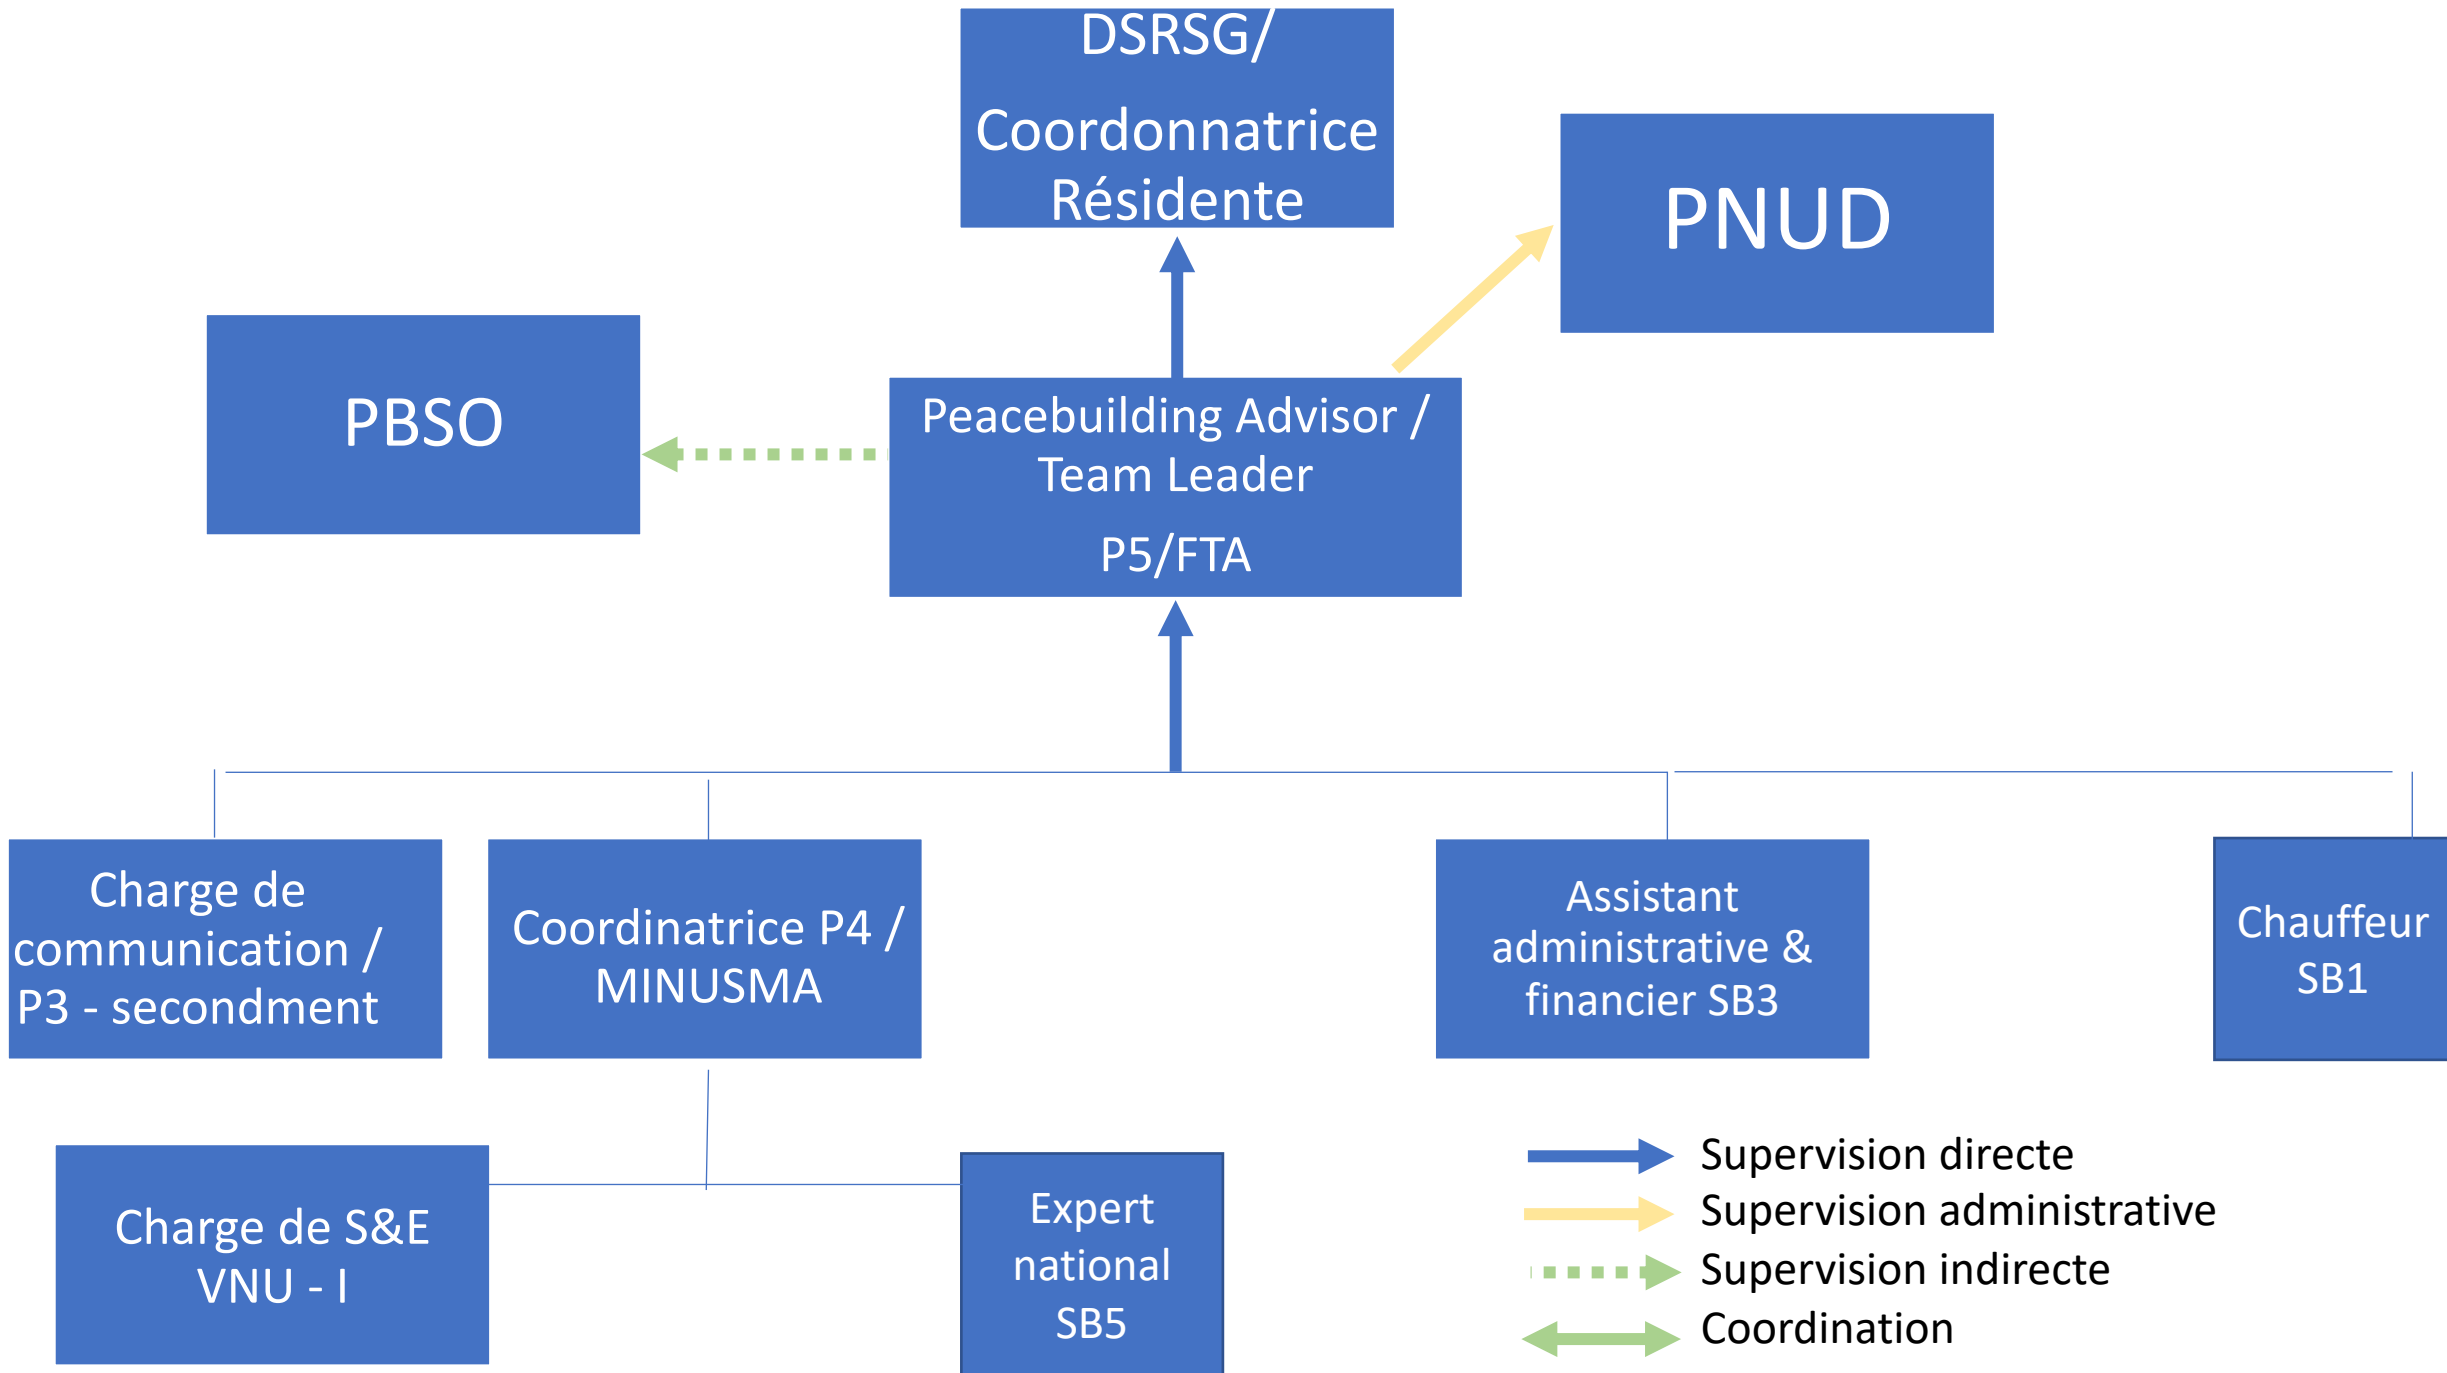 DSRSG/
Coordonnatrice
Résidente
PNUD
PBSO
Peacebuilding Advisor /
Team Leader
P5/FTA
Charge de
communication /
P3 - secondment
Coordinatrice P4 /
MINUSMA
Assistant
administrative &
financier SB3
Chauffeur
SB1
Charge de S&E
VNU - I
Expert
national
SB5
Supervision directe
Supervision administrative
Supervision indirecte
Coordination